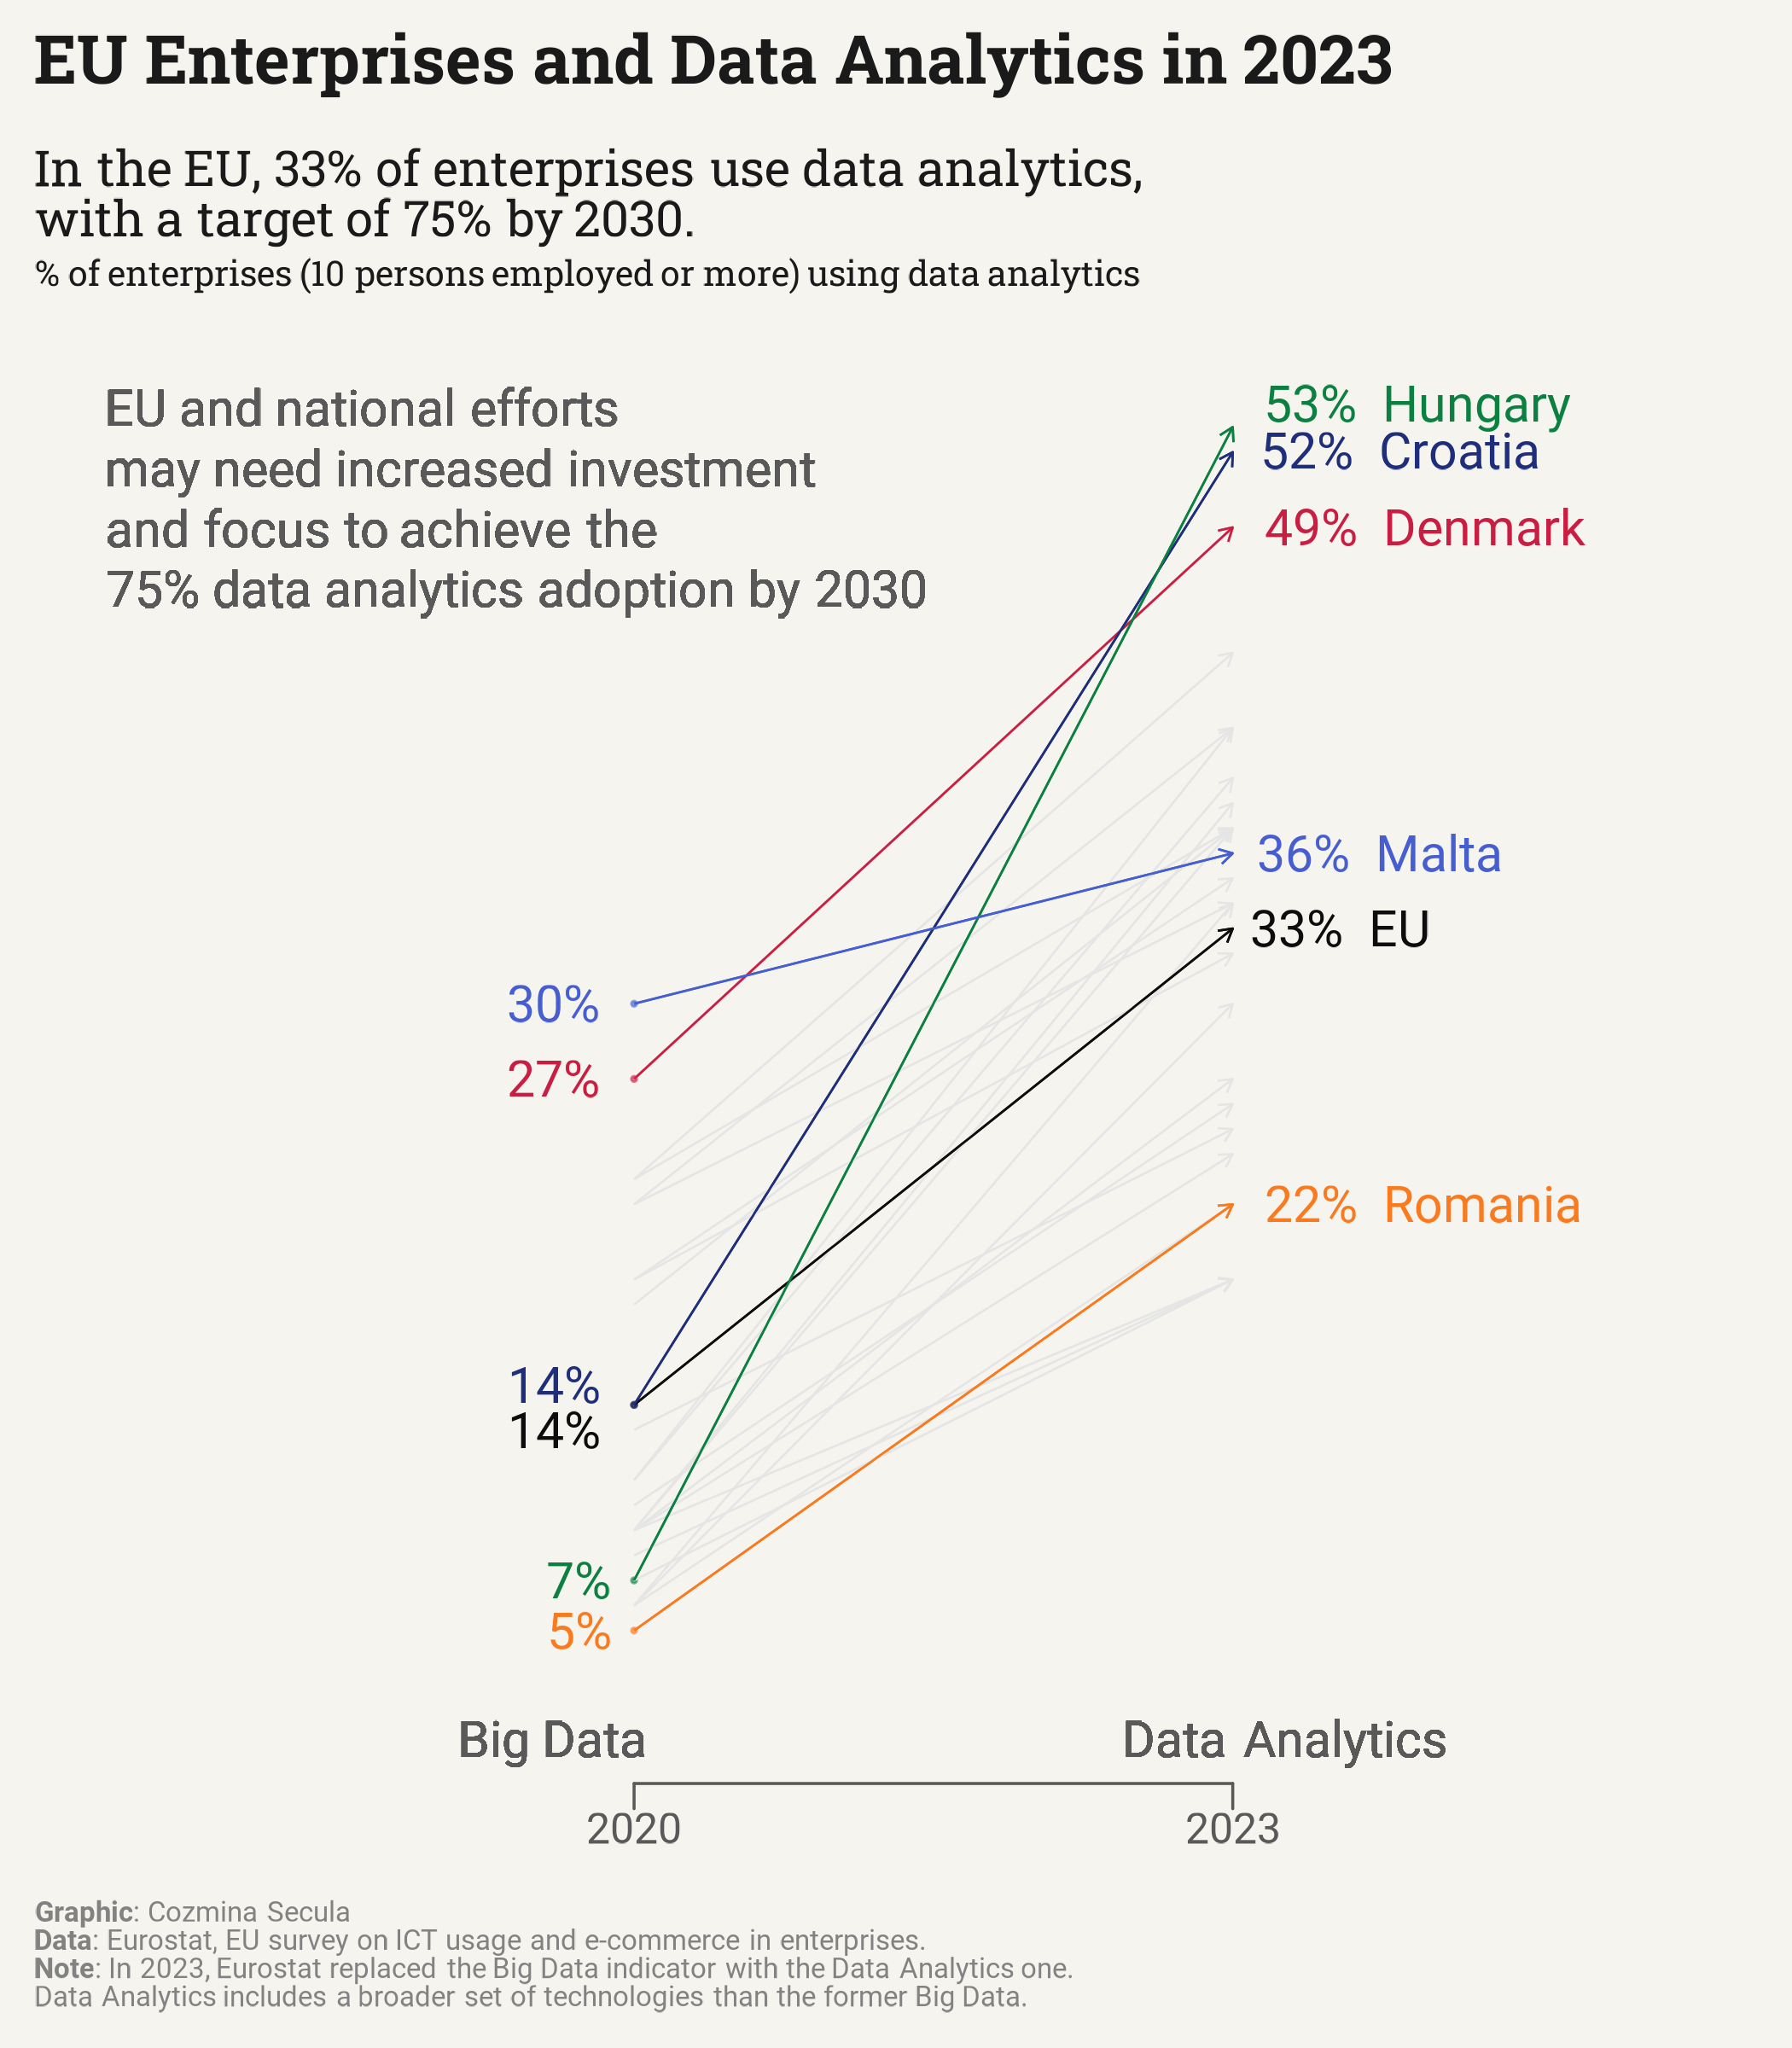 EU Enterprises and Data Analytics in 2023
In the EU, 33% of enterprises use data analytics,
with a target of 75% by 2030.
% of enterprises (10 persons employed or more) using data analytics
EU and national efforts
may need increased investment
and focus to achieve the
75% data analytics adoption by 2030
53% Hungary
52% Croatia
49% Denmark
36% Malta
33% EU
30%
27%
22% Romania
14%
14%
7%
5%
Big Data
Data Analytics
2020
2023
Graphic: Cozmina Secula
Data: Eurostat, EU survey on ICT usage and e-commerce in enterprises.
Note: In 2023, Eurostat replaced the Big Data indicator with the Data Analytics one.
Data Analytics includes a broader set of technologies than the former Big Data.